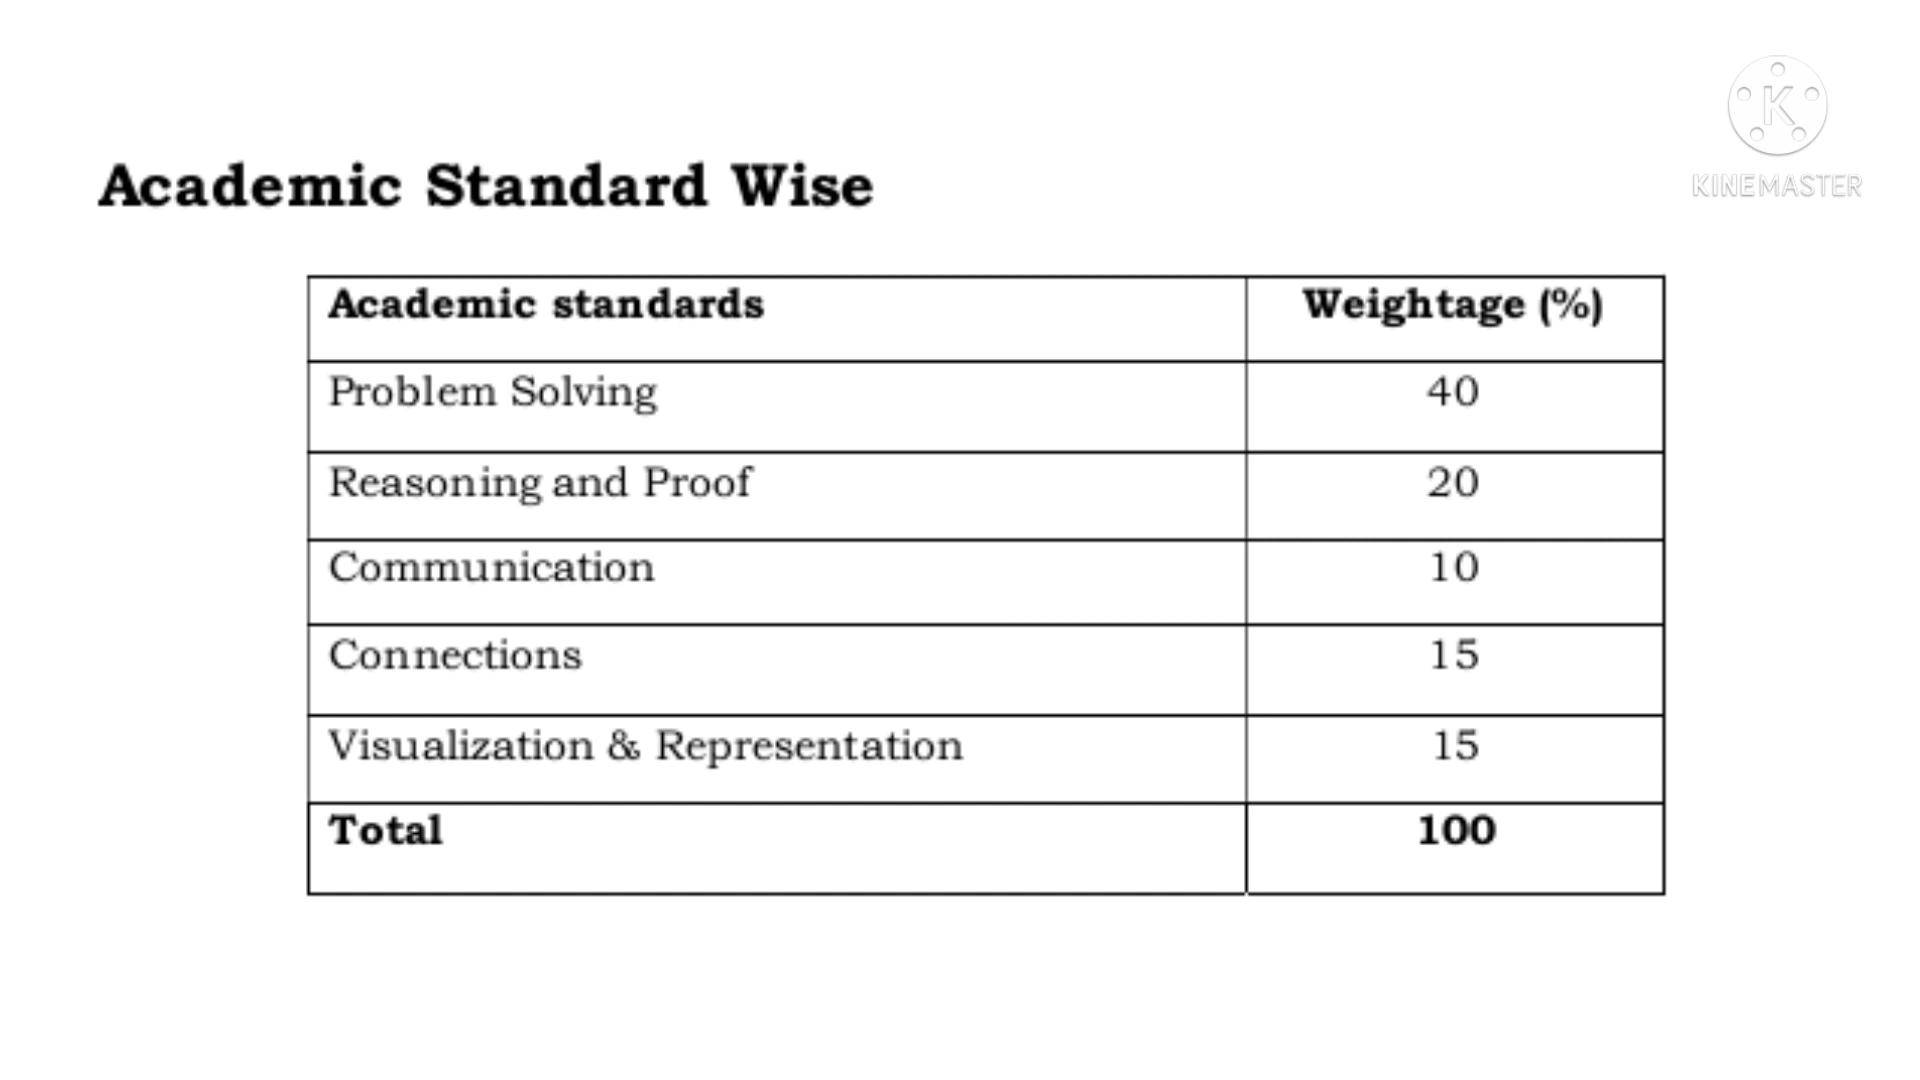 K
KINEMASTER
Academic Standard Wise
Academic standards Weightage (%)
Problem Solving 40
Reasoning and Proof 20
Communication 10
Connections 15
Visualization & Representation 15
Total 100